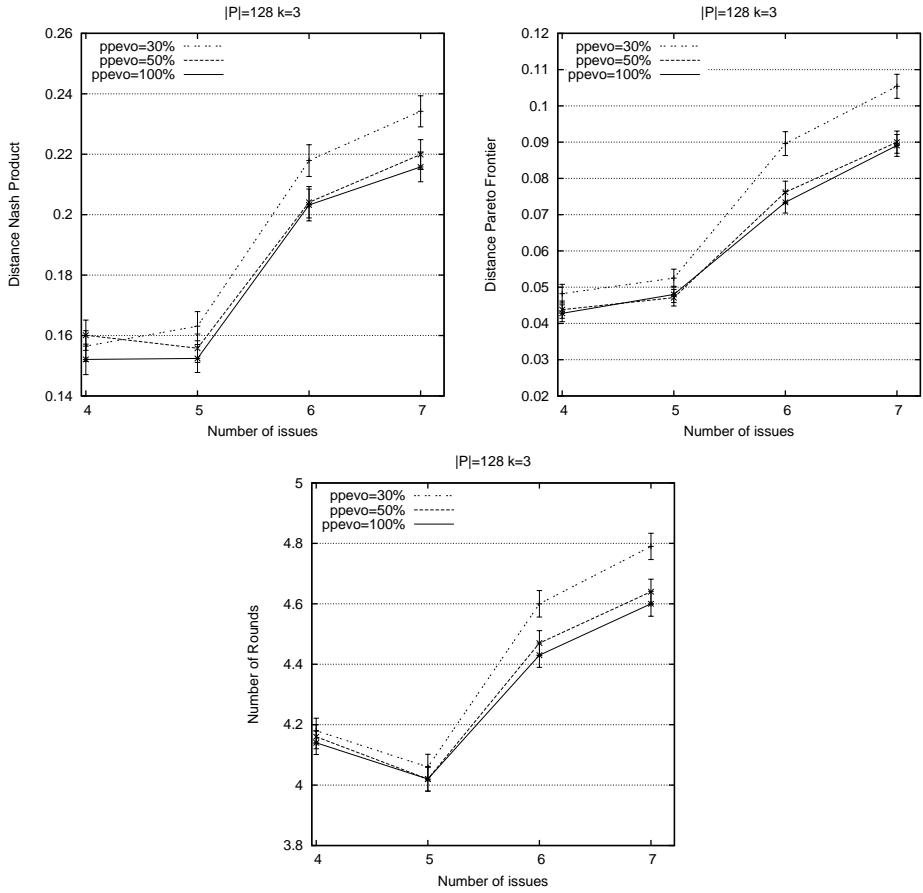 |P|=128 k=3
0.26
0.24
0.22
0.2
0.18
0.16
0.14
4 5 6 7
Distance Nash Product
Number of issues
ppevo=30%
ppevo=50%
ppevo=100%
|P|=128 k=3
0.12
0.11
0.1
0.09
0.08
0.07
0.06
0.05
0.04
0.03
0.02
4 5 6 7
Distance Pareto Frontier
Number of issues
ppevo=30%
ppevo=50%
ppevo=100%
|P|=128 k=3
5
4.8
4.6
4.4
4.2
4
3.8
4 5 6 7
Number of Rounds
Number of issues
ppevo=30%
ppevo=50%
ppevo=100%